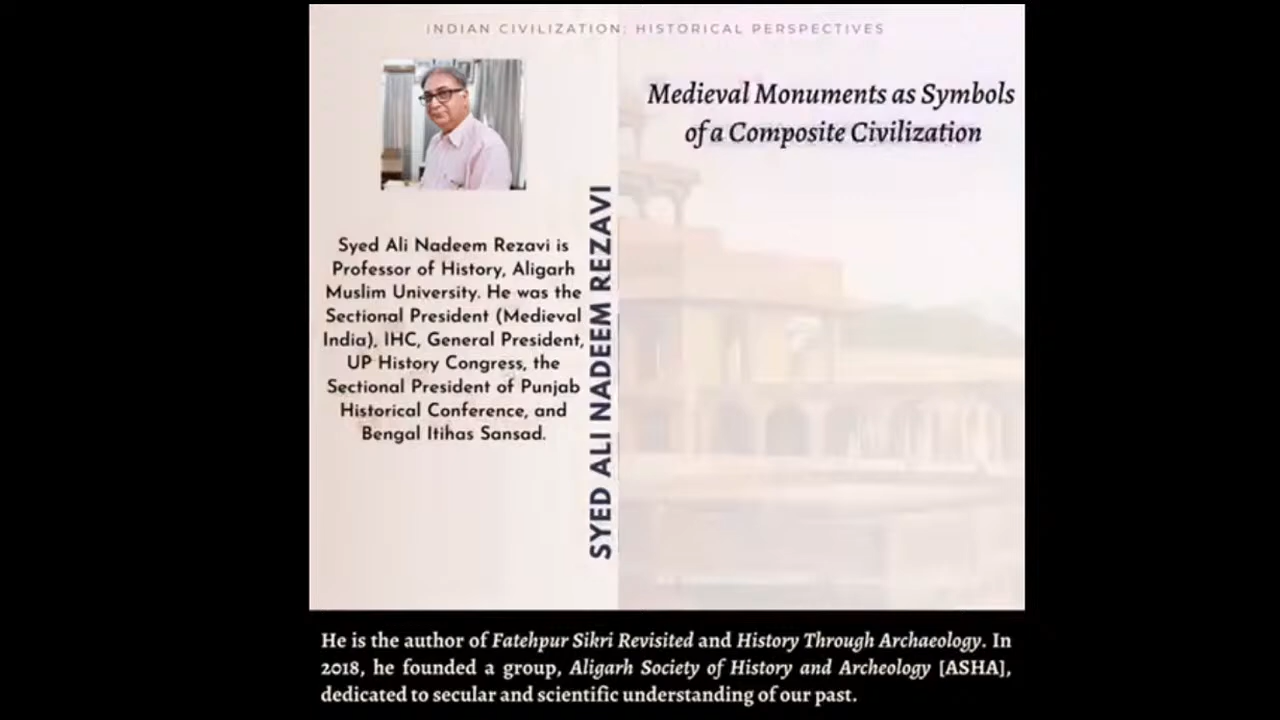 INDIAN CIVILIZATION: HISTORICAL PERSPECTIVES
Medieval Monuments as Symbols
of a Composite Civilization
Syed Ali Nadeem Rezavi is
Professor of History, Aligarh
Muslim University. He was the
Sectional President (Medieval
India), IHC, General President,
UP History Congress, the
Sectional President of Punjab
Historical Conference, and
Bengal Itihas Sansad.
SYED ALI NADEEM REZAVI
He is the author of Fatehpur Sikri Revisited and History Through Archaeology. In
2018, he founded a group, Aligarh Society of History and Archeology [ASHA],
dedicated to secular and scientific understanding of our past.